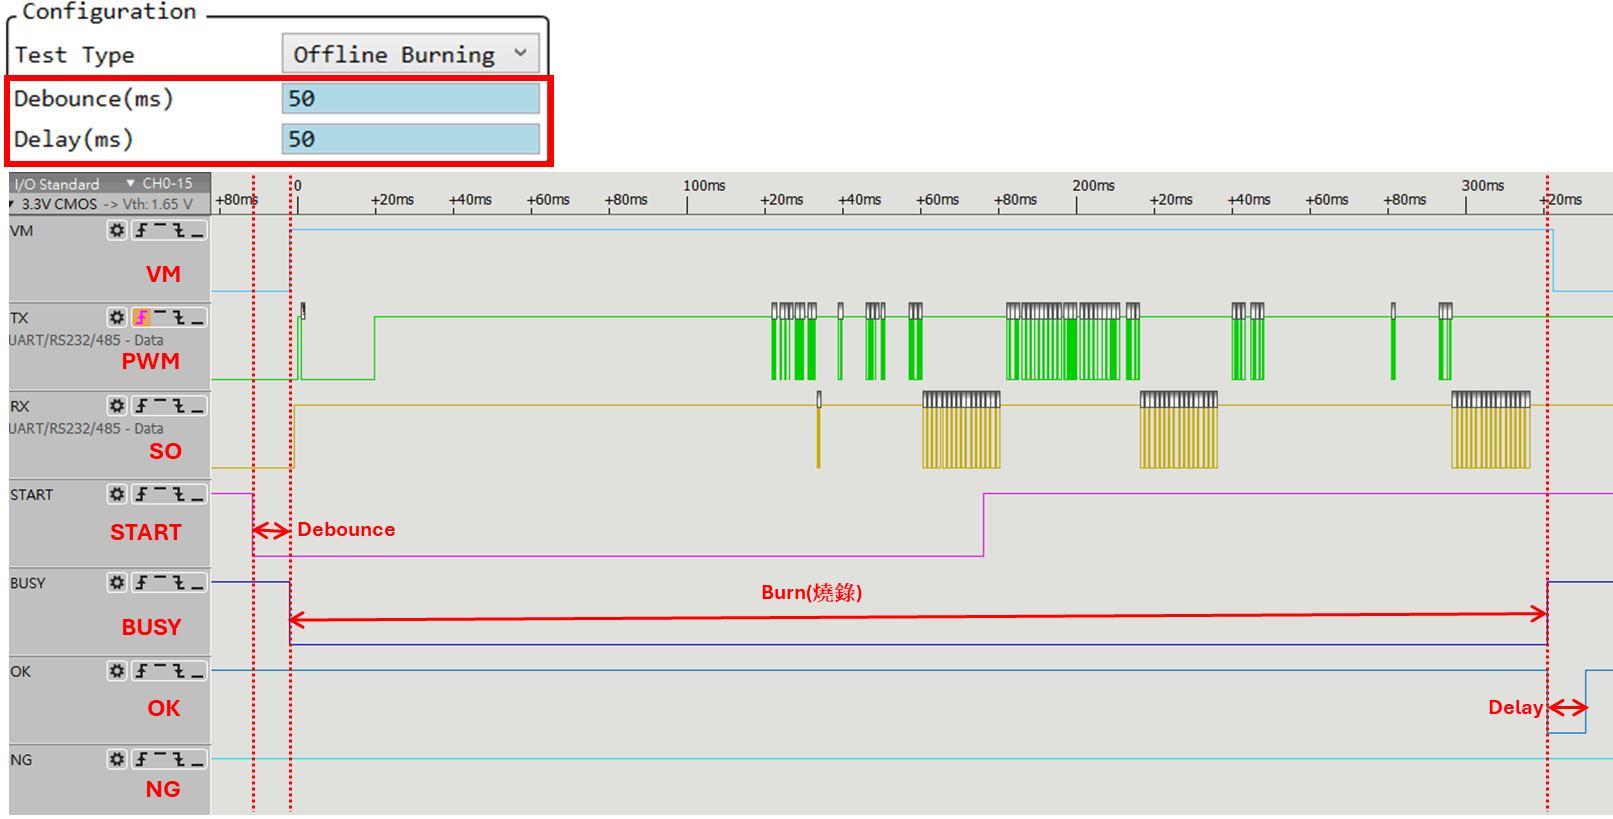 Configuration
Test Type Offline Burning
Debounce(ms) 50
Delay(ms) 50
I/O Standard CH0-15
3.3V CMOS -> Vth: 1.65 V
0 100ms 200ms 300ms
+80ms +20ms +40ms +60ms +80ms +20ms +40ms +60ms +80ms +20ms +40ms +60ms +80ms +20ms
VM
VM
TX
UART/RS232/485 - Data
PWM
RX
UART/RS232/485 - Data
SO
START
START
Debounce
BUSY
Burn(燒錄)
BUSY
OK
OK
Delay
NG
NG